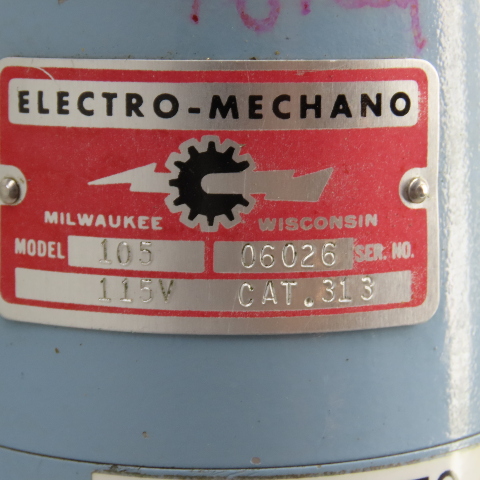 ELECTRO-MECHANO
MILWAUKEE WISCONSIN
MODEL 105 06026 SER. NO.
115V CAT.313